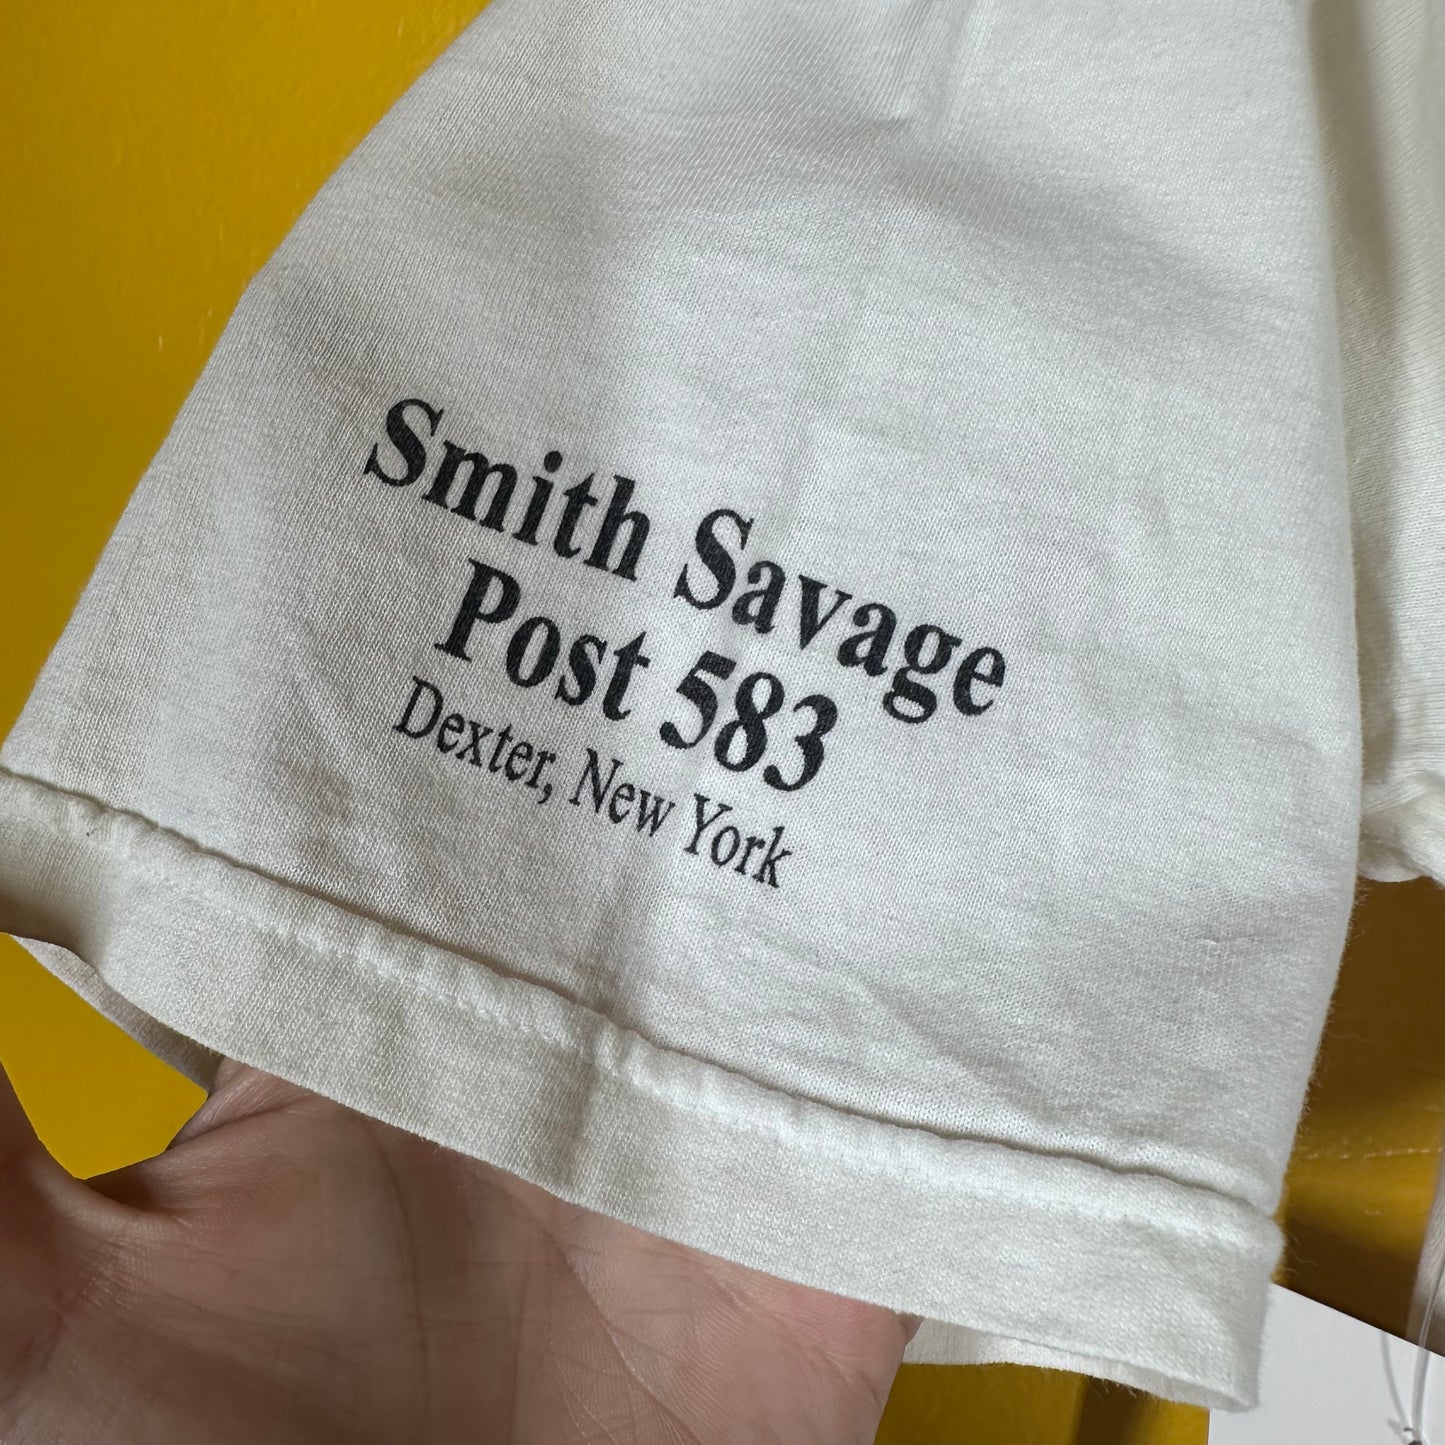 Smith Savage
Post 583
Dexter, New York